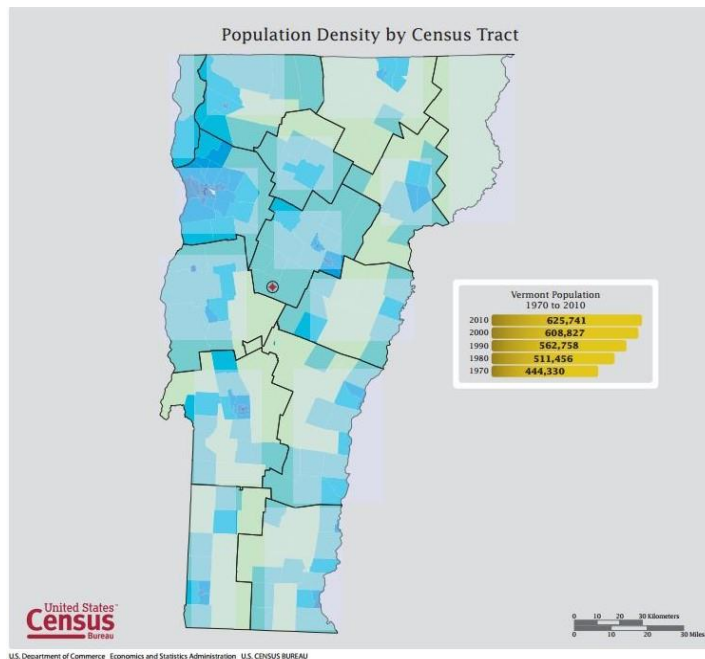 Population Density by Census Tract
Vermont Population
1970 to 2010
2010 625,741
2000 608,827
1990 562,758
1980 511,456
1970 444,330
United States™
Census
Bureau
0 10 20 30 Kilometers
0 10 20 30 Miles
U.S. Department of Commerce Economics and Statistics Administration U.S. CENSUS BUREAU